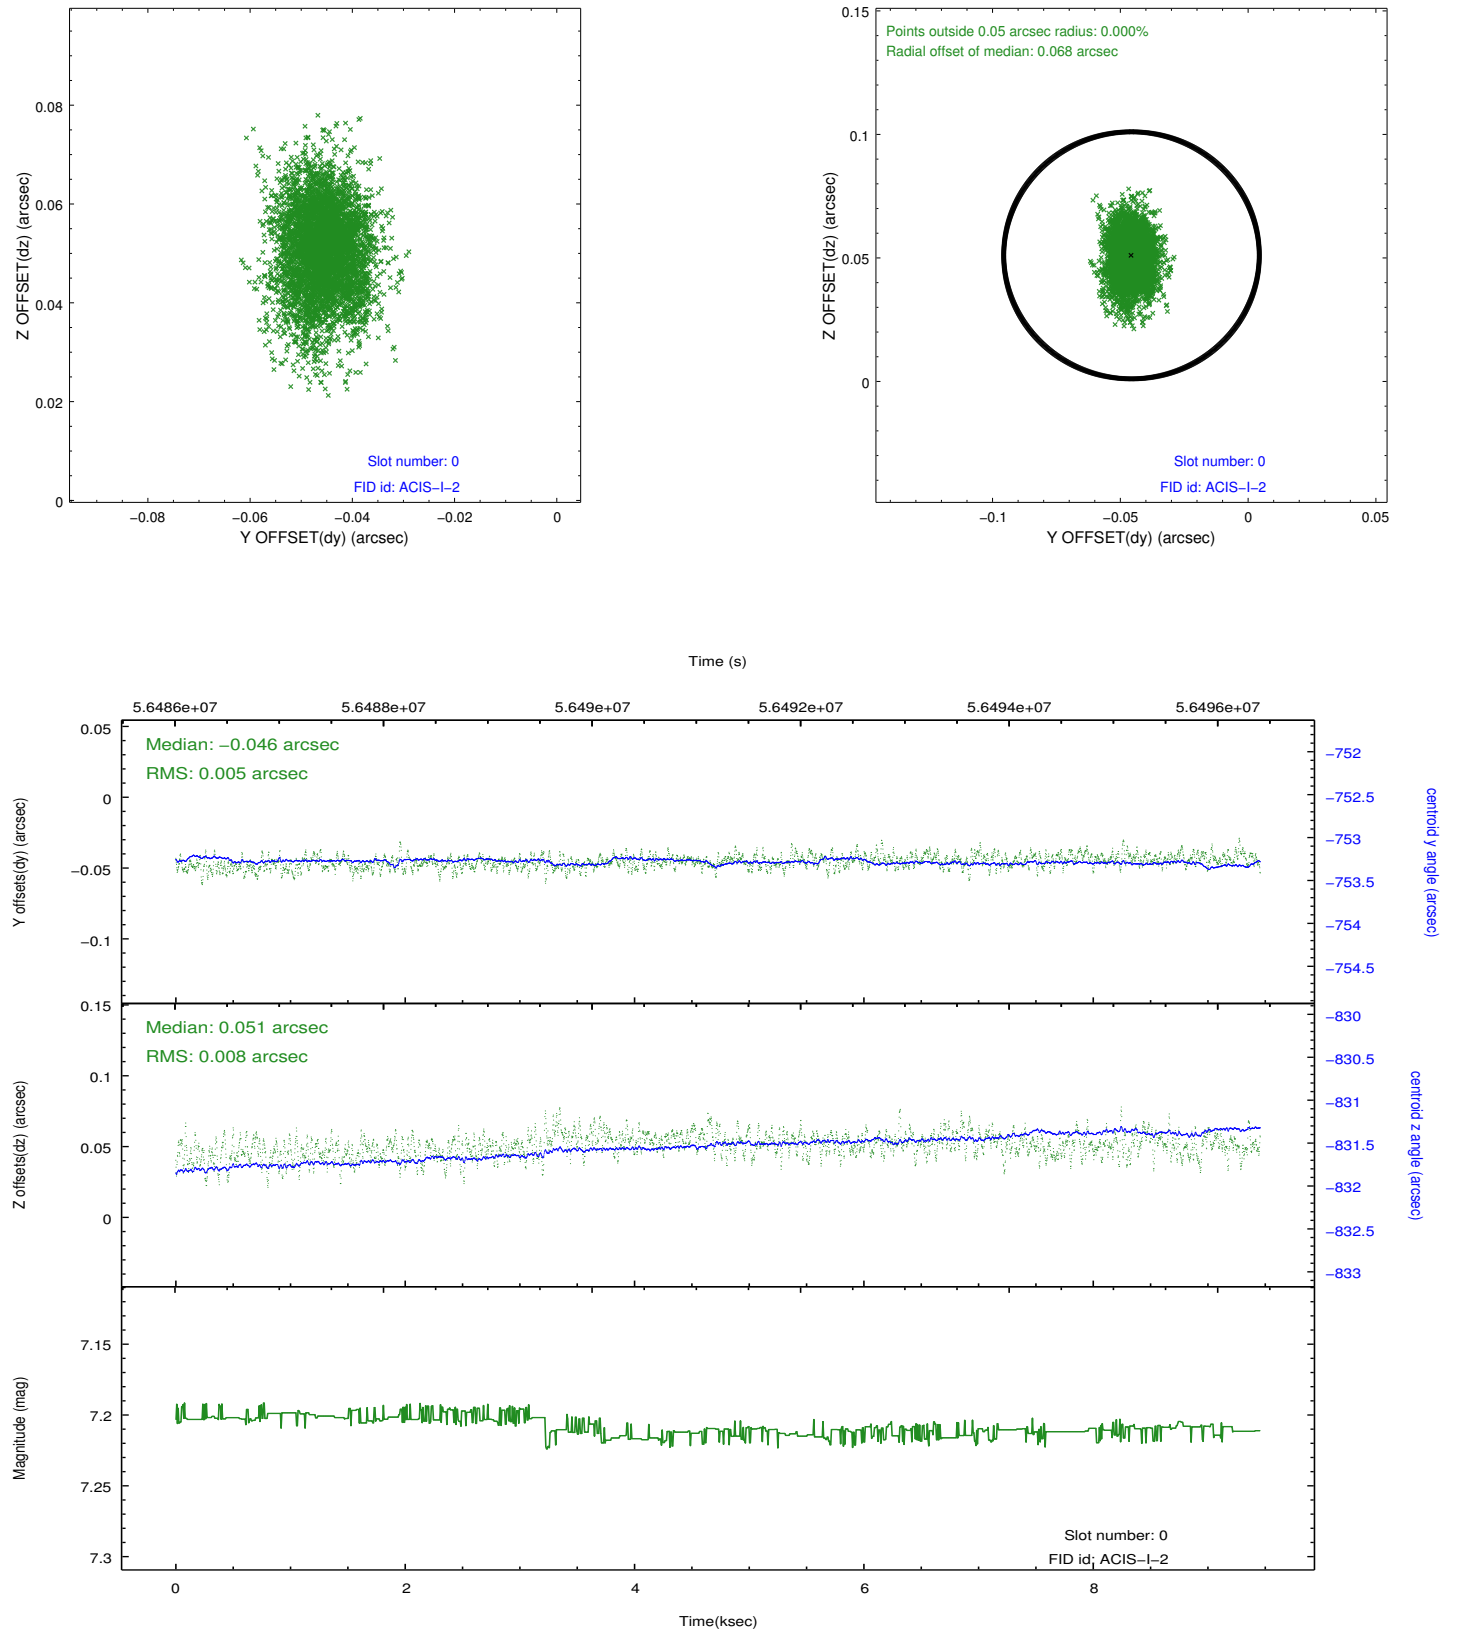 0.08
0.06
0.04
0.02
0
Z OFFSET(dz) (arcsec)
Slot number: 0
FID id: ACIS−I−2
−0.08
−0.06
−0.04
−0.02
0
Y OFFSET(dy) (arcsec)
0.15
0.1
0.05
0
Z OFFSET(dz) (arcsec)
Points outside 0.05 arcsec radius: 0.000%
Radial offset of median: 0.068 arcsec
Slot number: 0
FID id: ACIS−I−2
−0.1
−0.05
0
0.05
Y OFFSET(dy) (arcsec)
Time (s)
5.6486e+07
5.6488e+07
5.649e+07
5.6492e+07
5.6494e+07
5.6496e+07
0.05
0
−0.05
−0.1
Y offsets(dy) (arcsec)
Median: −0.046 arcsec
RMS: 0.005 arcsec
−752
−752.5
−753
−753.5
−754
−754.5
centroid y angle (arcsec)
0.15
0.1
0.05
0
Z offsets(dz) (arcsec)
Median: 0.051 arcsec
RMS: 0.008 arcsec
−830
−830.5
−831
−831.5
−832
−832.5
−833
centroid z angle (arcsec)
7.15
7.2
7.25
7.3
Magnitude (mag)
Slot number: 0
FID id: ACIS−I−2
0
2
4
6
8
Time(ksec)